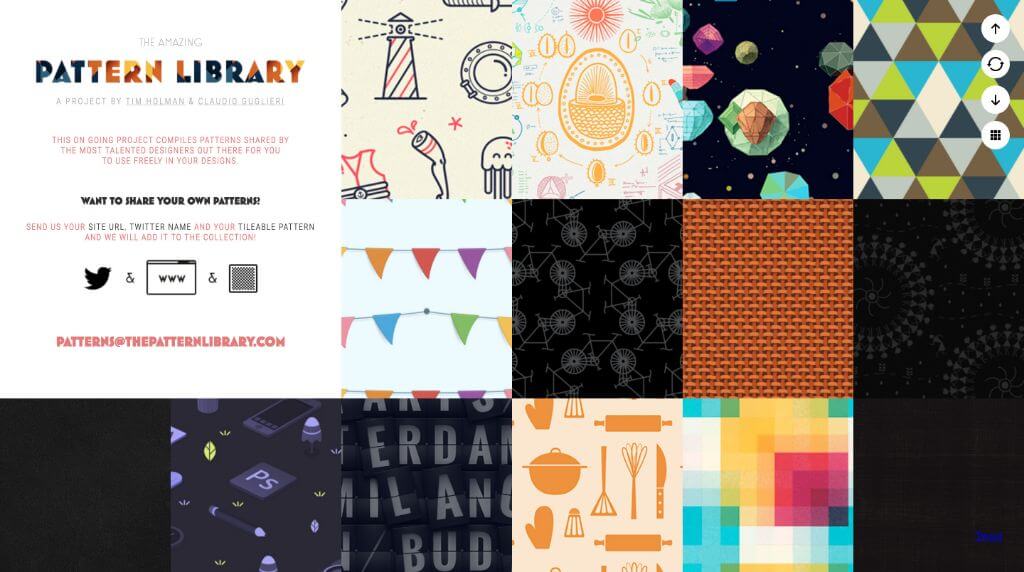 THE AMAZING
PATTERN LIBRARY
A PROJECT BY TIM HOLMAN & CLAUDIO GUGLIERI
THIS ON GOING PROJECT COMPILES PATTERNS SHARED BY
THE MOST TALENTED DESIGNERS OUT THERE FOR YOU
TO USE FREELY IN YOUR DESIGNS.
WANT TO SHARE YOUR OWN PATTERNS!
SEND US YOUR SITE URL, TWITTER NAME AND YOUR TILEABLE PATTERN
AND WE WILL ADD IT TO THE COLLECTION!
& WWW &
PATTERNS@THEPATTERNLIBRARY.COM
Ps
ERDAM
MILANO
/ BUD